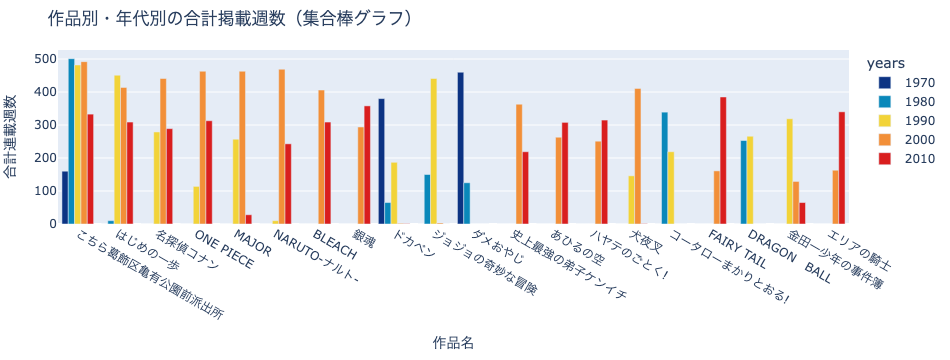 作品別・年代別の合計掲載週数（集合棒グラフ）
合計連載週数
500
400
300
200
100
0
years
1970
1980
1990
2000
2010
こちら葛飾区亀有公園前派出所
はじめの一歩
名探偵コナン
ONE PIECE
MAJOR
NARUTO-ナルト-
BLEACH
銀魂
ドカベン
ジョジョの奇妙な冒険
ダメおやじ
史上最強の弟子ケンイチ
あひるの空
ハヤテのごとく!
犬夜叉
コータローまかりとおる!
FAIRY TAIL
DRAGON　BALL
金田一少年の事件簿
エリアの騎士
作品名